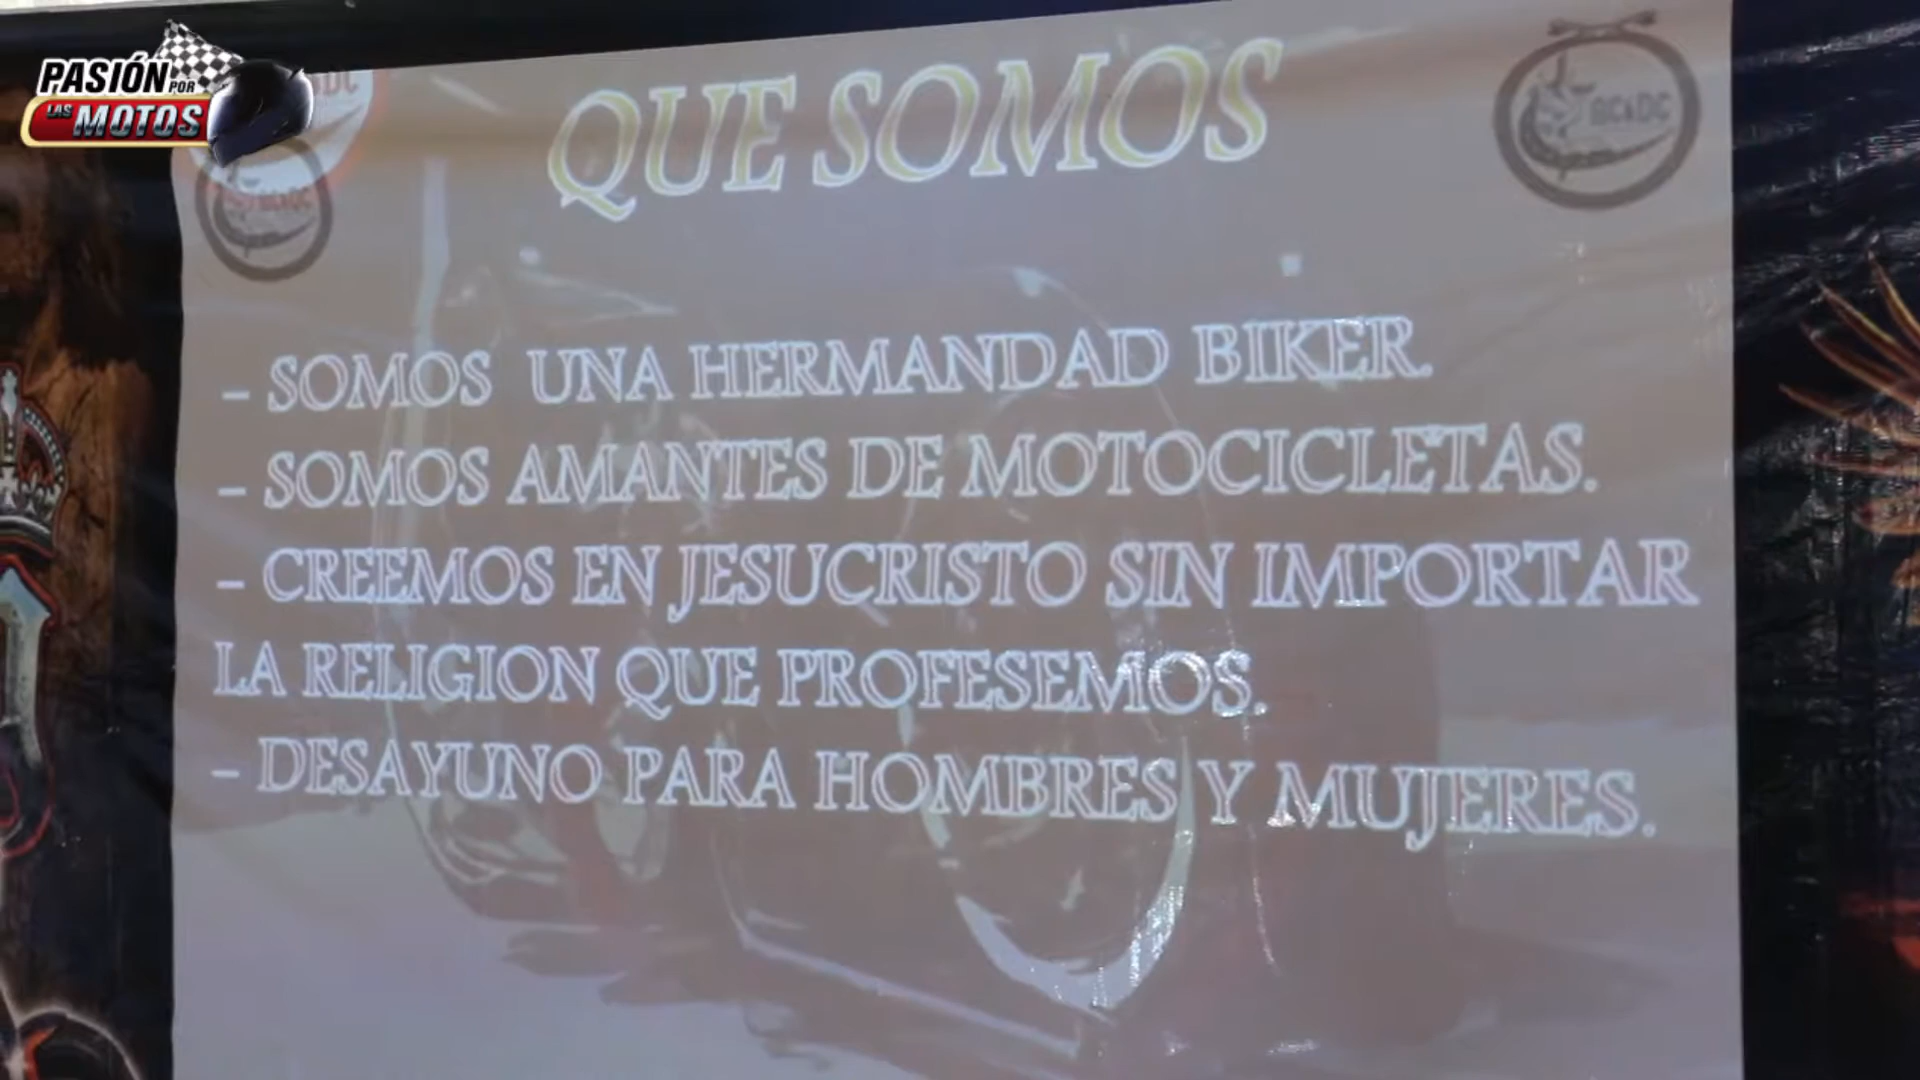 PASIÓN POR
LAS MOTOS
QUE SOMOS
- SOMOS UNA HERMANDAD BIKER.
- SOMOS AMANTES DE MOTOCICLETAS.
- CREEMOS EN JESUCRISTO SIN IMPORTAR
LA RELIGION QUE PROFESEMOS.
- DESAYUNO PARA HOMBRES Y MUJERES.